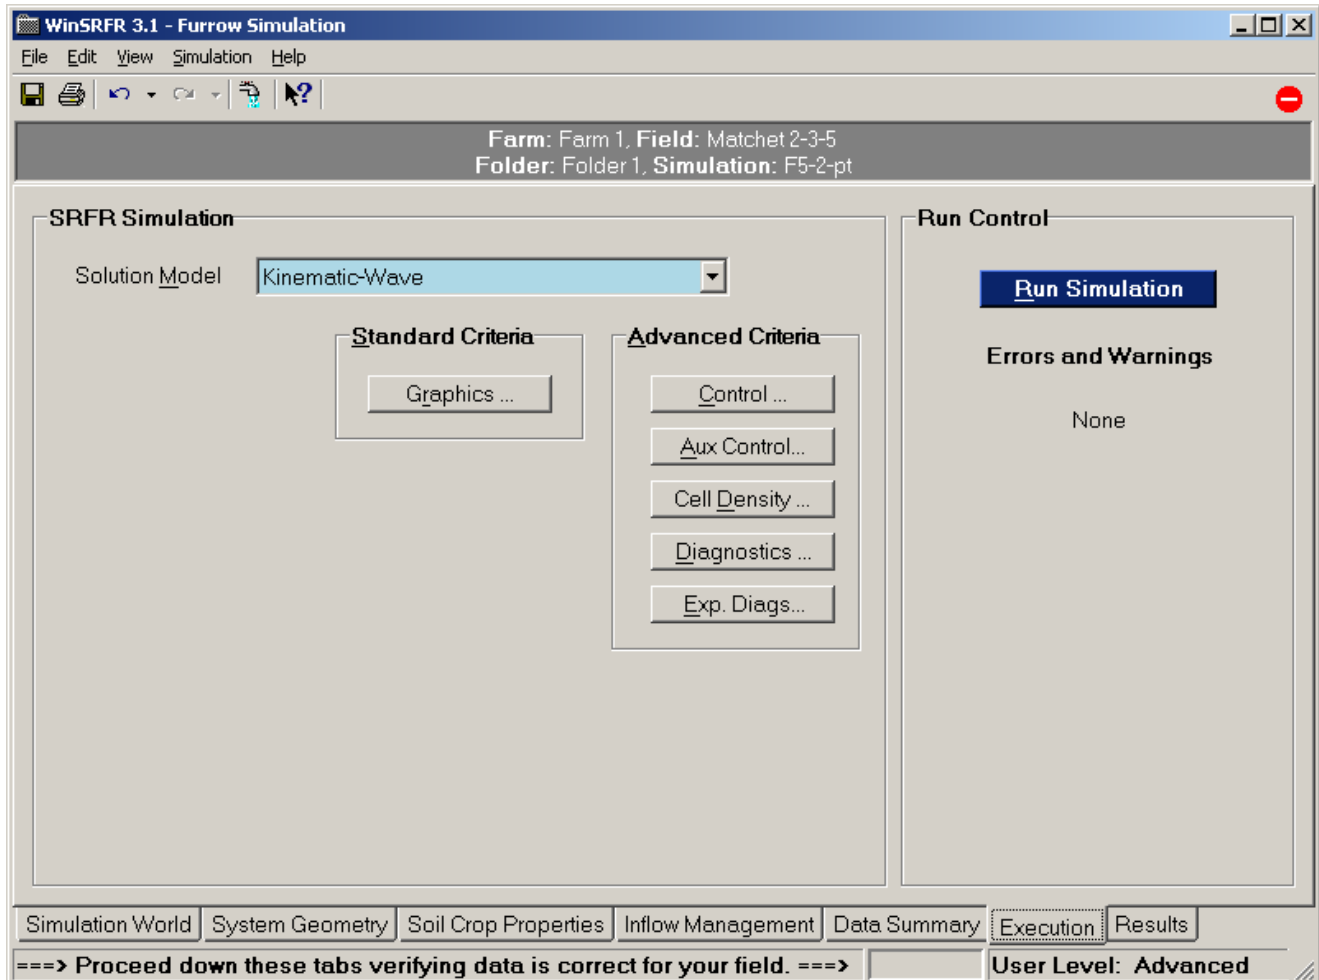 WinSRFR 3.1 - Furrow Simulation
File Edit View Simulation Help
Farm: Farm 1, Field: Matchet 2-3-5
Folder: Folder 1, Simulation: F5-2-pt
SRFR Simulation
Solution Model Kinematic-Wave
Standard Criteria
Graphics ...
Advanced Criteria
Control ...
Aux Control...
Cell Density ...
Diagnostics ...
Exp. Diags...
Run Control
Run Simulation
Errors and Warnings
None
Simulation World System Geometry Soil Crop Properties Inflow Management Data Summary Execution Results
===> Proceed down these tabs verifying data is correct for your field. ===> User Level: Advanced